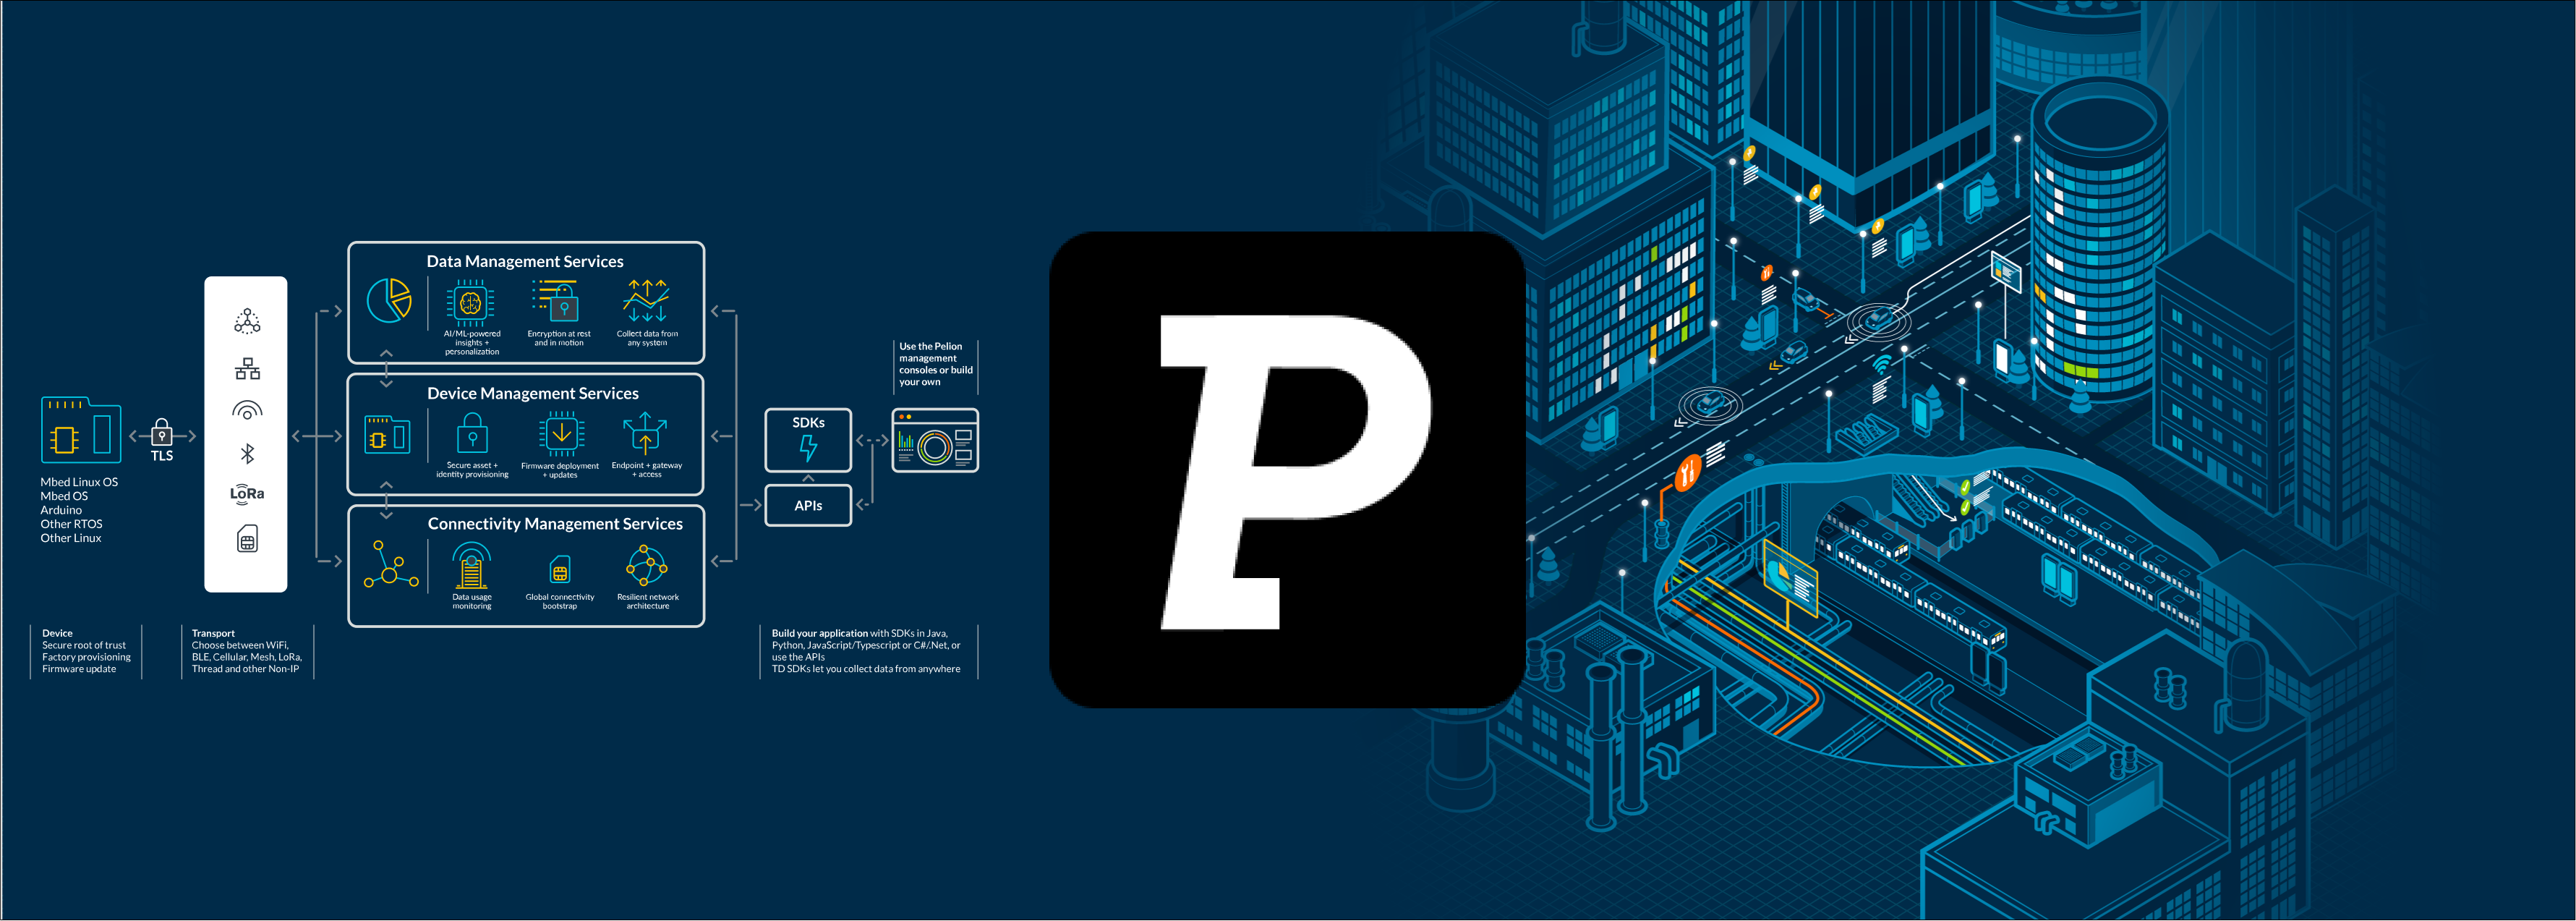 Data Management Services
AI/ML-powered
insights +
personalization
Encryption at rest
and in motion
Collect data from
any system
Device Management Services
Secure asset +
identity provisioning
Firmware deployment
+ updates
Endpoint + gateway
+ access
Connectivity Management Services
Data usage
monitoring
Global connectivity
bootstrap
Resilient network
architecture
TLS
Mbed Linux OS
Mbed OS
Arduino
Other RTOS
Other Linux
LoRa
SDKs
APIs
Use the Pelion
management
consoles or build
your own
Device
Secure root of trust
Factory provisioning
Firmware update
Transport
Choose between WiFi,
BLE, Cellular, Mesh, LoRa,
Thread and other Non-IP
Build your application with SDKs in Java,
Python, JavaScript/Typescript or C#/.Net, or
use the APIs
TD SDKs let you collect data from anywhere
P